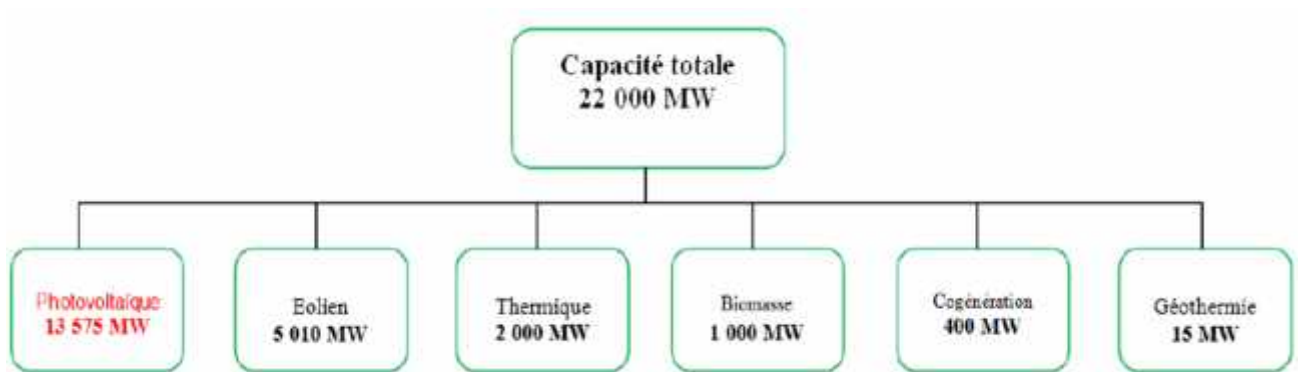 Capacité totale
22 000 MW
Photovoltaïque
13 575 MW
Eolien
5 010 MW
Thermique
2 000 MW
Biomasse
1 000 MW
Cogénération
400 MW
Géothermie
15 MW